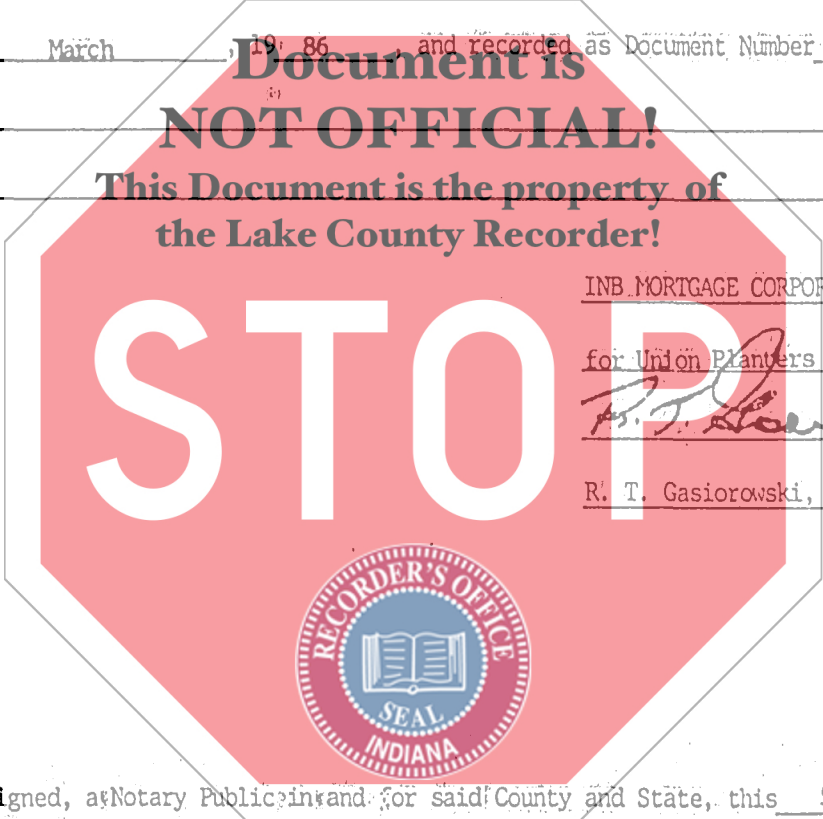 March , 19 86 , and recorded as Document Number
Document is
NOT OFFICIAL!
This Document is the property of
the Lake County Recorder!
INB MORTGAGE CORPOR
STOP
for Union Planters
R. T. Gasiorowski,
RECORDER'S OFFICE
SEAL
INDIANA
igned, a Notary Public in and for said County and State, this